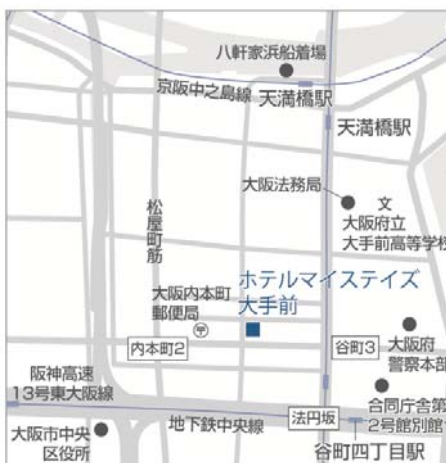 八軒家浜船着場
京阪中之島線
天満橋駅
天満橋駅
大阪法務局
文
大阪府立
大手前高等学校
松屋町筋
ホテルマイステイズ
大手前
大阪内本町
郵便局
〒
内本町2
谷町3
大阪府
警察本部
阪神高速
13号東大阪線
合同庁舎第
2号館別館
法円坂
地下鉄中央線
大阪市中央
区役所
谷町四丁目駅